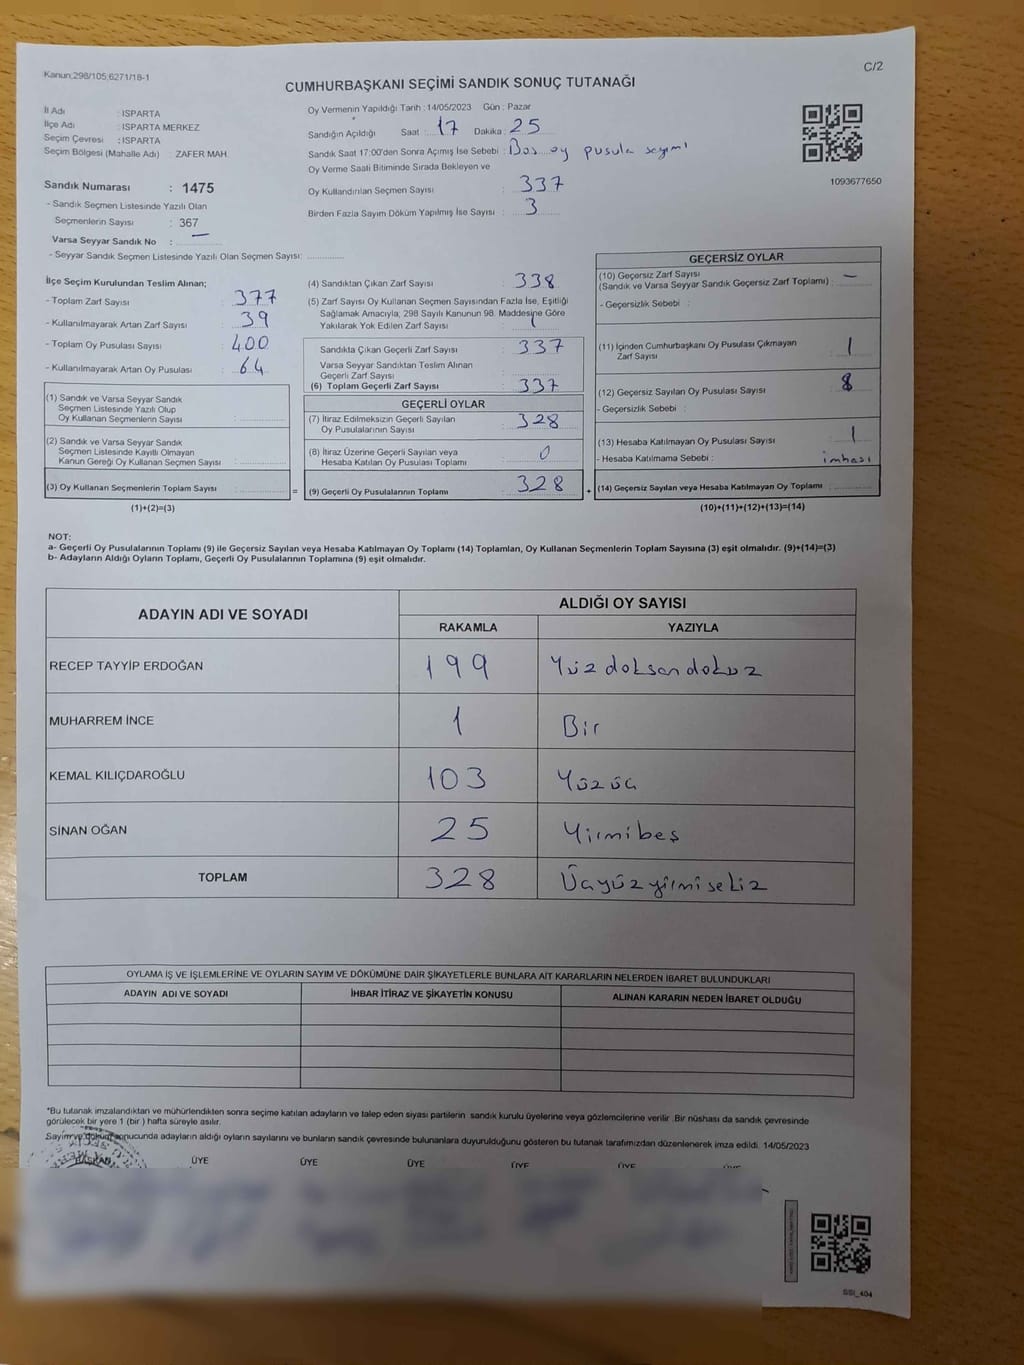 Kanun;298/105;6271/18-1
C/2
CUMHURBAŞKANI SEÇİMİ SANDIK SONUÇ TUTANAĞI
İl Adı : ISPARTA
İlçe Adı : ISPARTA MERKEZ
Seçim Çevresi : ISPARTA
Seçim Bölgesi (Mahalle Adı) : ZAFER MAH.
Sandık Numarası : 1475
- Sandık Seçmen Listesinde Yazılı Olan
Seçmenlerin Sayısı : 367
Varsa Seyyar Sandık No : —
- Seyyar Sandık Seçmen Listesinde Yazılı Olan Seçmen Sayısı: ............
Oy Vermenin Yapıldığı Tarih : 14/05/2023 Gün : Pazar
Sandığın Açıldığı Saat : 17 Dakika : 25
Sandık Saat 17:00'den Sonra Açımış İse Sebebi : Boş oy pusula sayımı
Oy Verme Saati Bitiminde Sırada Bekleyen ve
Oy Kullandırılan Seçmen Sayısı : 337
Birden Fazla Sayım Döküm Yapılmış İse Sayısı : 3
1093677650
İlçe Seçim Kurulundan Teslim Alınan;
- Toplam Zarf Sayısı : 377
- Kullanılmayarak Artan Zarf Sayısı : 39
- Toplam Oy Pusulası Sayısı : 400
- Kullanılmayarak Artan Oy Pusulası : 64
(1) Sandık ve Varsa Seyyar Sandık
Seçmen Listesinde Yazılı Olup
Oy Kullanan Seçmenlerin Sayısı :
(2) Sandık ve Varsa Seyyar Sandık
Seçmen Listesinde Kayıtlı Olmayan
Kanun Gereği Oy Kullanan Seçmen Sayısı :
(3) Oy Kullanan Seçmenlerin Toplam Sayısı :
(1)+(2)=(3)
=
(4) Sandıktan Çıkan Zarf Sayısı : 338
(5) Zarf Sayısı Oy Kullanan Seçmen Sayısından Fazla İse, Eşitliği
Sağlamak Amacıyla, 298 Sayılı Kanunun 98. Maddesine Göre
Yakılarak Yok Edilen Zarf Sayısı : 1
Sandıkta Çıkan Geçerli Zarf Sayısı : 337
Varsa Seyyar Sandıktan Teslim Alınan
Geçerli Zarf Sayısı :
(6) Toplam Geçerli Zarf Sayısı : 337
GEÇERLİ OYLAR
(7) İtiraz Edilmeksizin Geçerli Sayılan
Oy Pusulalarının Sayısı : 328
(8) İtiraz Üzerine Geçerli Sayılan veya
Hesaba Katılan Oy Pusulası Toplamı : 0
(9) Geçerli Oy Pusulalarının Toplamı : 328
+
GEÇERSİZ OYLAR
(10) Geçersiz Zarf Sayısı
(Sandık ve Varsa Seyyar Sandık Geçersiz Zarf Toplamı) : —
- Geçersizlik Sebebi :
(11) İçinden Cumhurbaşkanı Oy Pusulası Çıkmayan
Zarf Sayısı : 1
(12) Geçersiz Sayılan Oy Pusulası Sayısı : 8
- Geçersizlik Sebebi :
(13) Hesaba Katılmayan Oy Pusulası Sayısı : 1
- Hesaba Katılmama Sebebi : imhası
(14) Geçersiz Sayılan veya Hesaba Katılmayan Oy Toplamı :
(10)+(11)+(12)+(13)=(14)
NOT:
a- Geçerli Oy Pusulalarının Toplamı (9) ile Geçersiz Sayılan veya Hesaba Katılmayan Oy Toplamı (14) Toplamları, Oy Kullanan Seçmenlerin Toplam Sayısına (3) eşit olmalıdır. (9)+(14)=(3)
b- Adayların Aldığı Oyların Toplamı, Geçerli Oy Pusulalarının Toplamına (9) eşit olmalıdır.
ADAYIN ADI VE SOYADI
ALDIĞI OY SAYISI
RAKAMLA YAZIYLA
RECEP TAYYİP ERDOĞAN 199 Yüz doksan dokuz
MUHARREM İNCE 1 Bir
KEMAL KILIÇDAROĞLU 103 Yüzüç
SİNAN OĞAN 25 Yirmibeş
TOPLAM 328 Üçyüzyirmisekiz
OYLAMA İŞ VE İŞLEMLERİNE VE OYLARIN SAYIM VE DÖKÜMÜNE DAİR ŞİKAYETLERLE BUNLARA AİT KARARLARIN NELERDEN İBARET BULUNDUKLARI
ADAYIN ADI VE SOYADI İHBAR İTİRAZ VE ŞİKAYETİN KONUSU ALINAN KARARIN NEDEN İBARET OLDUĞU
*Bu tutanak imzalandıktan ve mühürlendikten sonra seçime katılan adayların ve talep eden siyasi partilerin sandık kurulu üyelerine veya gözlemcilerine verilir .Bir nüshası da sandık çevresinde
görülecek bir yere 1 (bir ) hafta süreyle asılır.
Sayım ve döküm sonucunda adayların aldığı oyların sayılarını ve bunların sandık çevresinde bulunanlara duyurulduğunu gösteren bu tutanak tarafımızdan düzenlenerek imza edildi. 14/05/2023
BAŞKAN ÜYE ÜYE ÜYE ÜYE ÜYE ÜYE
SSI_404